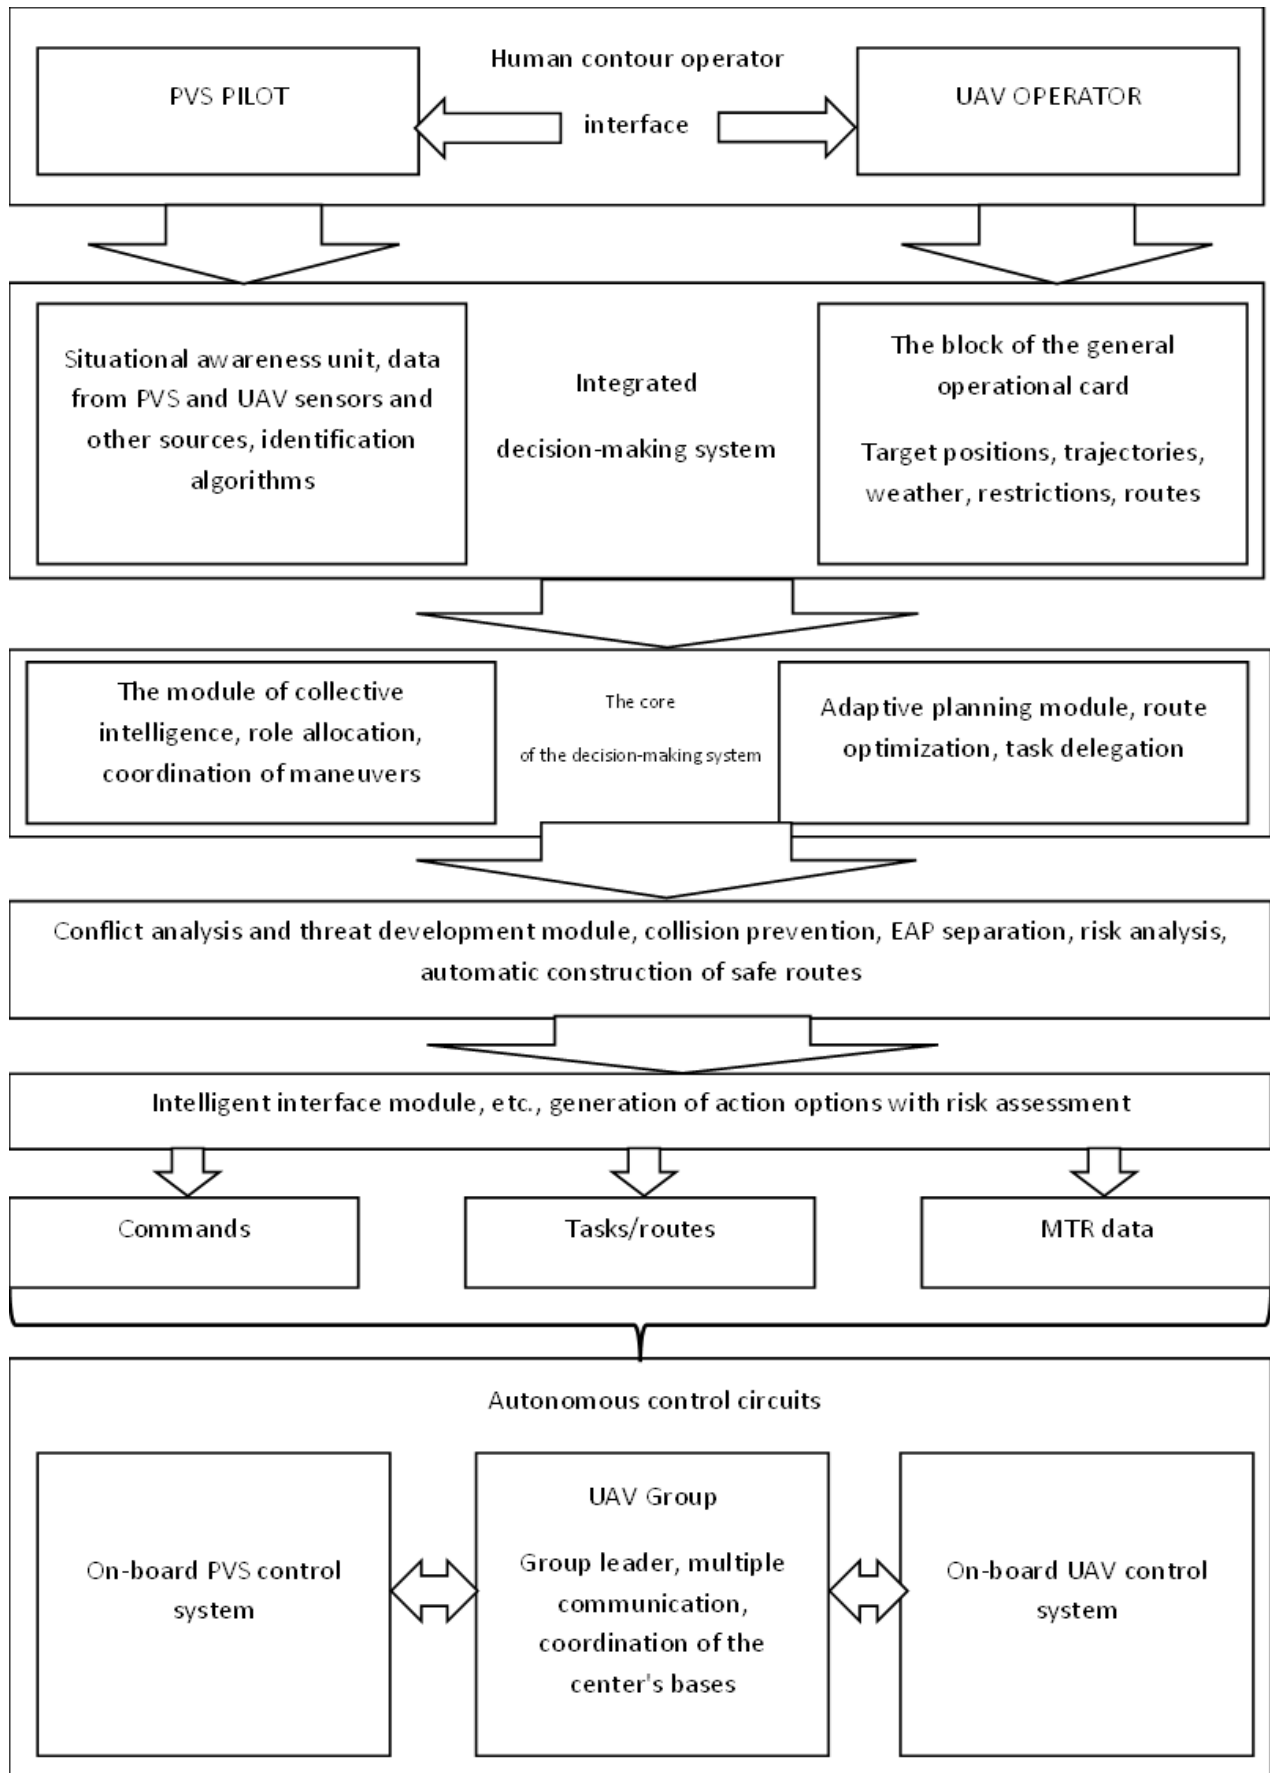 Human contour operator
PVS PILOT
interface
UAV OPERATOR
Situational awareness unit, data
from PVS and UAV sensors and
other sources, identification
algorithms
Integrated
decision-making system
The block of the general
operational card
Target positions, trajectories,
weather, restrictions, routes
The module of collective
intelligence, role allocation,
coordination of maneuvers
The core
of the decision-making system
Adaptive planning module, route
optimization, task delegation
Conflict analysis and threat development module, collision prevention, EAP separation, risk analysis,
automatic construction of safe routes
Intelligent interface module, etc., generation of action options with risk assessment
Commands
Tasks/routes
MTR data
Autonomous control circuits
On-board PVS control
system
UAV Group
Group leader, multiple
communication,
coordination of the
center's bases
On-board UAV control
system